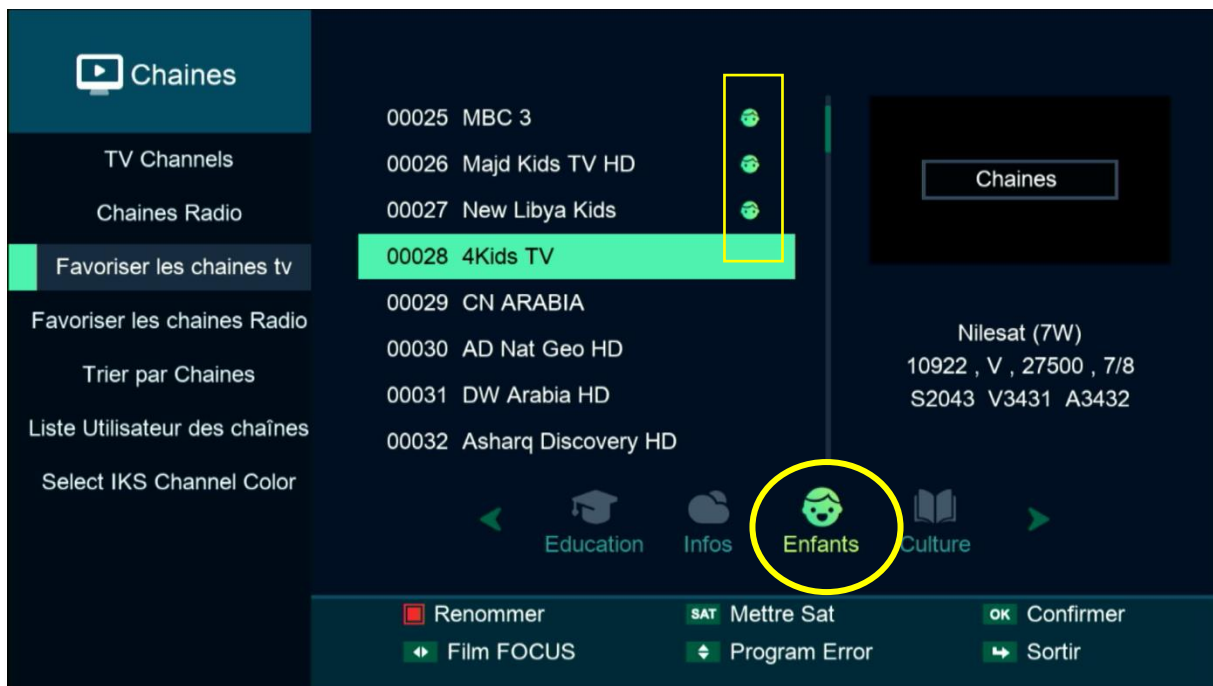 Chaines
TV Channels
Chaines Radio
Favoriser les chaines tv
Favoriser les chaines Radio
Trier par Chaines
Liste Utilisateur des chaînes
Select IKS Channel Color
00025 MBC 3
00026 Majd Kids TV HD
00027 New Libya Kids
00028 4Kids TV
00029 CN ARABIA
00030 AD Nat Geo HD
00031 DW Arabia HD
00032 Asharq Discovery HD
Chaines
Nilesat (7W)
10922 , V , 27500 , 7/8
S2043 V3431 A3432
Education Infos Enfants Culture
Renommer SAT Mettre Sat OK Confirmer
Film FOCUS Program Error Sortir